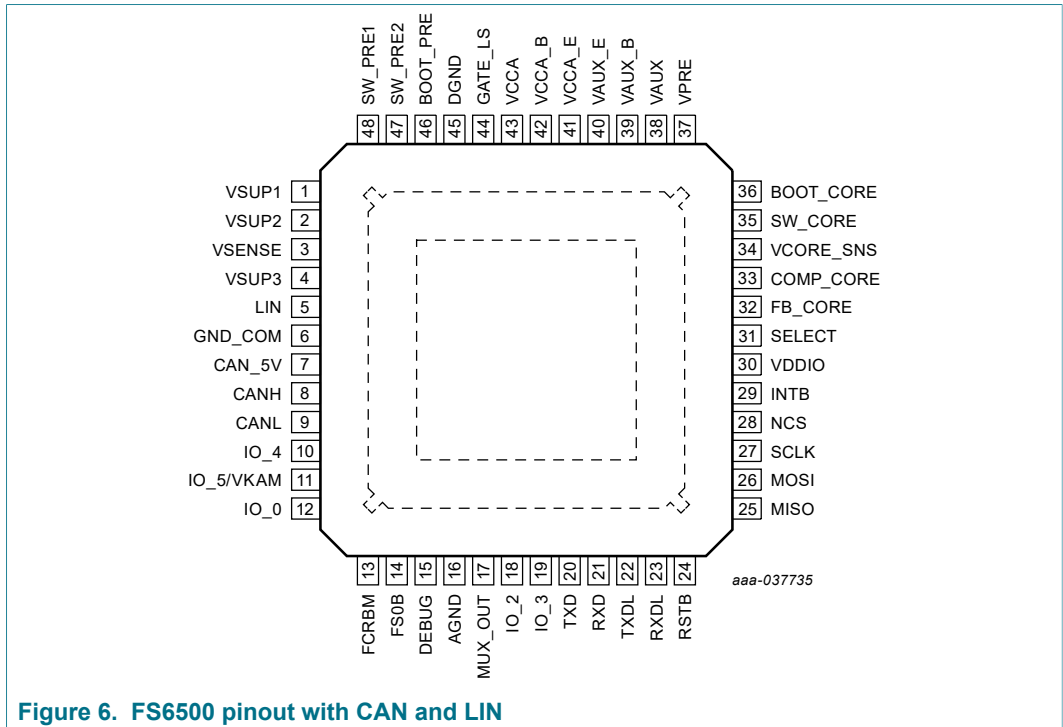 SW_PRE1
SW_PRE2
BOOT_PRE
DGND
GATE_LS
VCCA
VCCA_B
VCCA_E
VAUX_E
VAUX_B
VAUX
VPRE
48
47
46
45
44
43
42
41
40
39
38
37
VSUP1 1
VSUP2 2
VSENSE 3
VSUP3 4
LIN 5
GND_COM 6
CAN_5V 7
CANH 8
CANL 9
IO_4 10
IO_5/VKAM 11
IO_0 12
36 BOOT_CORE
35 SW_CORE
34 VCORE_SNS
33 COMP_CORE
32 FB_CORE
31 SELECT
30 VDDIO
29 INTB
28 NCS
27 SCLK
26 MOSI
25 MISO
13
14
15
16
17
18
19
20
21
22
23
24
FCRBM
FS0B
DEBUG
AGND
MUX_OUT
IO_2
IO_3
TXD
RXD
TXDL
RXDL
RSTB
aaa-037735
Figure 6. FS6500 pinout with CAN and LIN